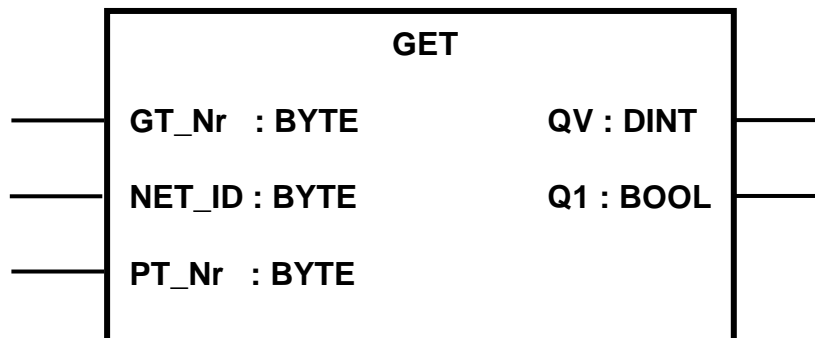 GET
GT_Nr : BYTE QV : DINT
NET_ID : BYTE Q1 : BOOL
PT_Nr : BYTE